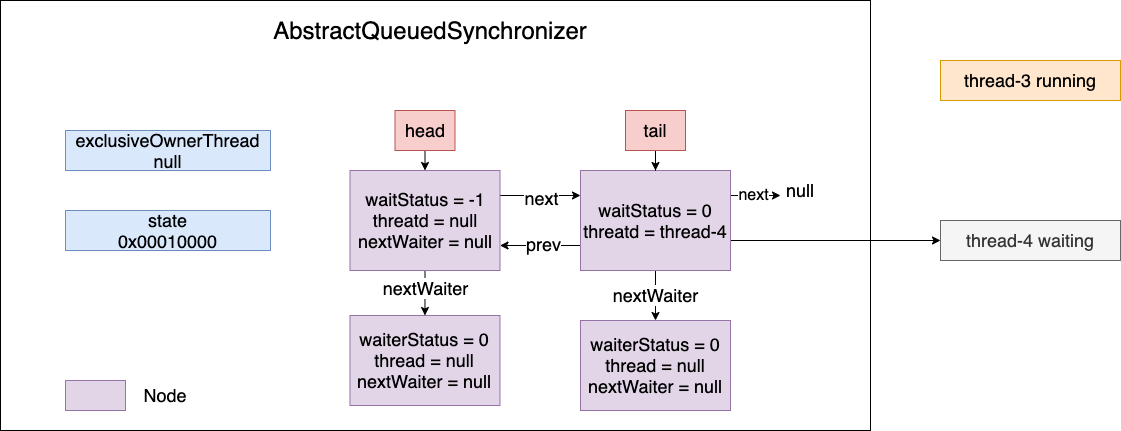 AbstractQueuedSynchronizer
thread-3 running
head
tail
exclusiveOwnerThread
null
waitStatus = -1
threatd = null
nextWaiter = null
next
prev
waitStatus = 0
threatd = thread-4
next
null
state
0x00010000
thread-4 waiting
nextWaiter
nextWaiter
waiterStatus = 0
thread = null
nextWaiter = null
waiterStatus = 0
thread = null
nextWaiter = null
Node